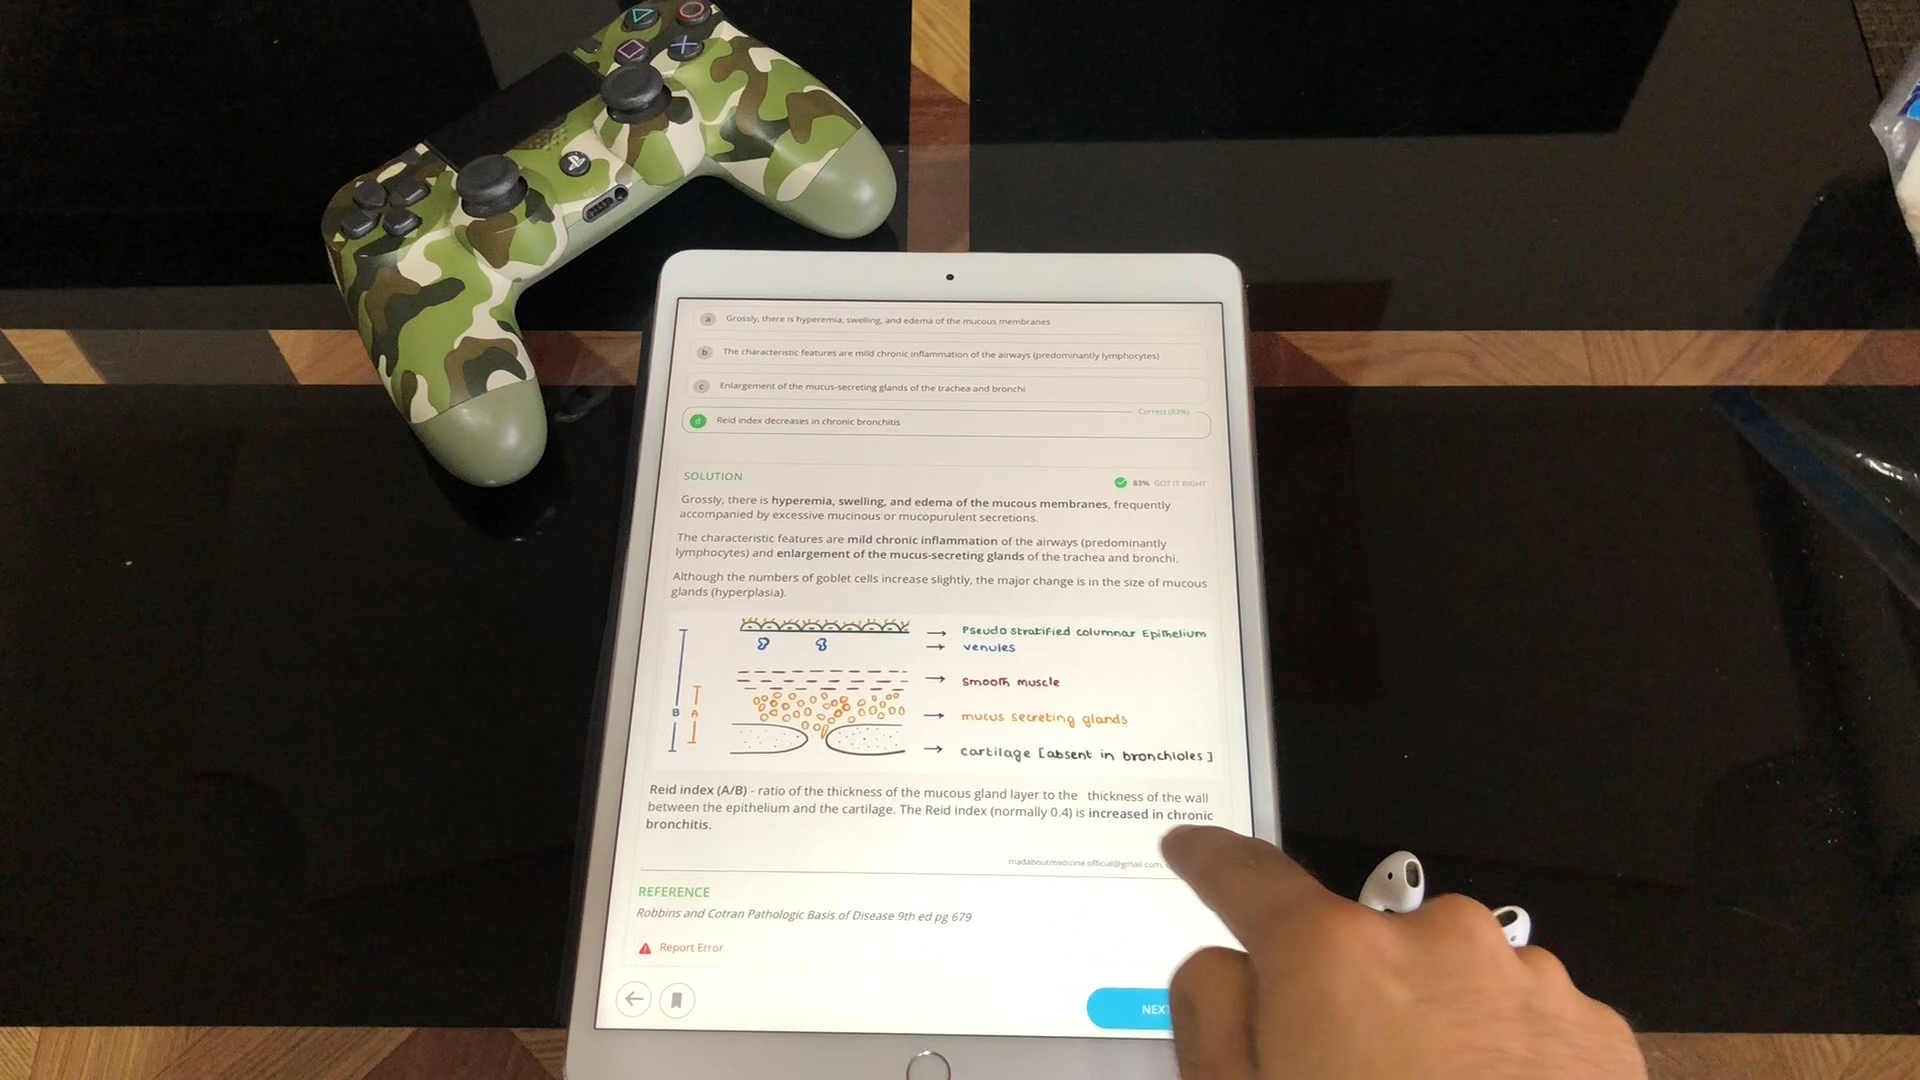 a Grossly, there is hyperemia, swelling, and edema of the mucous membranes
b The characteristic features are mild chronic inflammation of the airways (predominantly lymphocytes)
c Enlargement of the mucus-secreting glands of the trachea and bronchi
Correct (83%)
d Reid index decreases in chronic bronchitis
SOLUTION
83% GOT IT RIGHT
Grossly, there is hyperemia, swelling, and edema of the mucous membranes, frequently
accompanied by excessive mucinous or mucopurulent secretions.
The characteristic features are mild chronic inflammation of the airways (predominantly
lymphocytes) and enlargement of the mucus-secreting glands of the trachea and bronchi.
Although the numbers of goblet cells increase slightly, the major change is in the size of mucous
glands (hyperplasia).
Pseudo stratified columnar Epithelium
venules
smooth muscle
B A
mucus secreting glands
cartilage [absent in bronchioles]
Reid index (A/B) - ratio of the thickness of the mucous gland layer to the thickness of the wall
between the epithelium and the cartilage. The Reid index (normally 0.4) is increased in chronic
bronchitis.
madaboutmedicine.official@gmail.com,
REFERENCE
Robbins and Cotran Pathologic Basis of Disease 9th ed pg 679
Report Error
NEXT